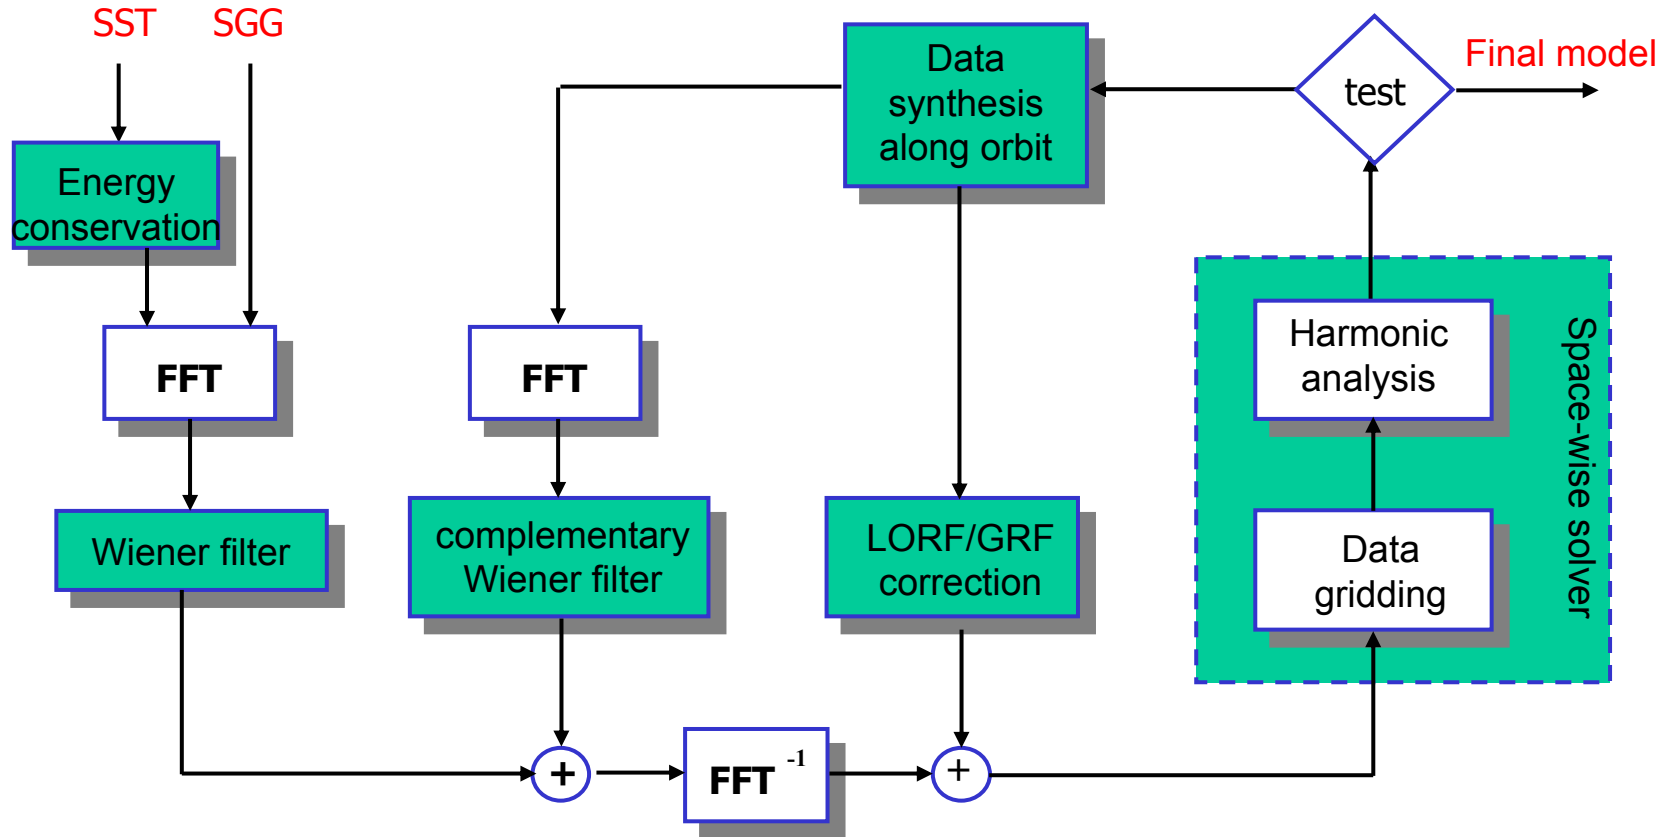 SST
SGG
Energy
conservation
FFT
Wiener filter
FFT
complementary
Wiener filter
Data
synthesis
along orbit
LORF/GRF
correction
+
FFT -1
+
test
Final model
Harmonic
analysis
Data
gridding
Space-wise solver